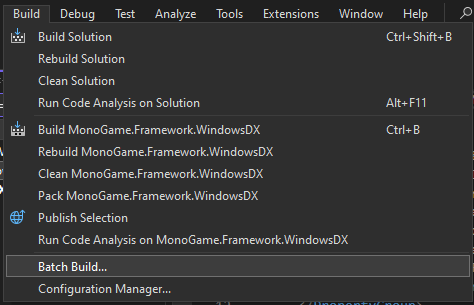 Build Debug Test Analyze Tools Extensions Window Help
Build Solution Ctrl+Shift+B
Rebuild Solution
Clean Solution
Run Code Analysis on Solution Alt+F11
Build MonoGame.Framework.WindowsDX Ctrl+B
Rebuild MonoGame.Framework.WindowsDX
Clean MonoGame.Framework.WindowsDX
Pack MonoGame.Framework.WindowsDX
Publish Selection
Run Code Analysis on MonoGame.Framework.WindowsDX
Batch Build...
Configuration Manager...